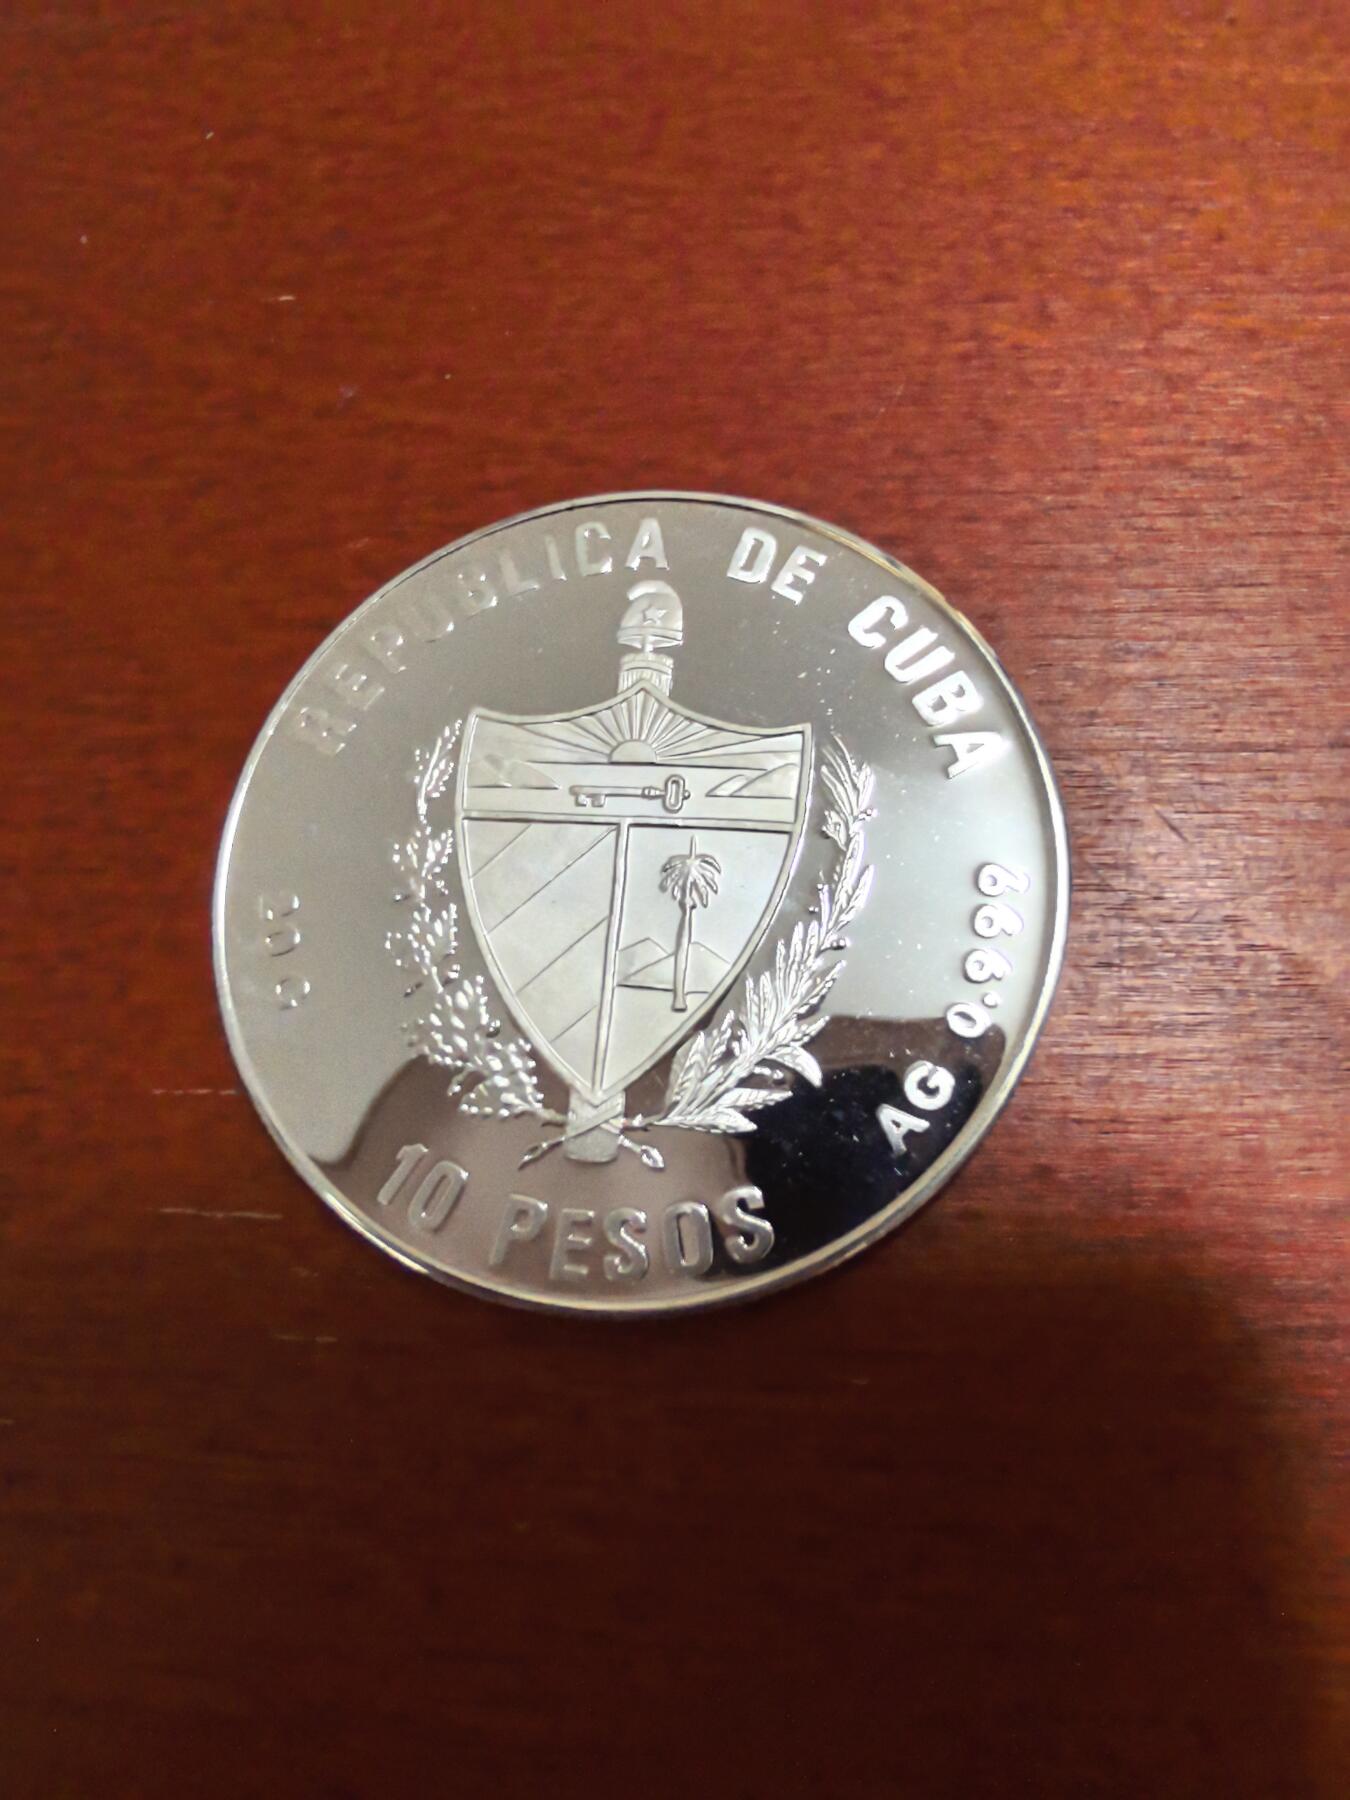 REPUBLICA DE CUBA
20 G
AG 0.999
10 PESOS